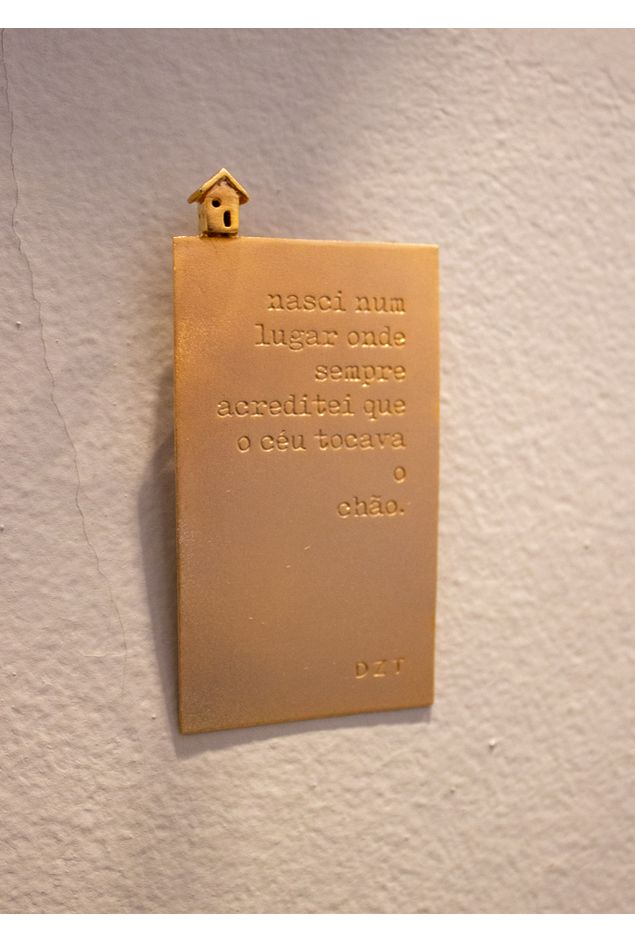 nasci num
lugar onde
sempre
acreditei que
o céu tocava
o
chão.
DZT